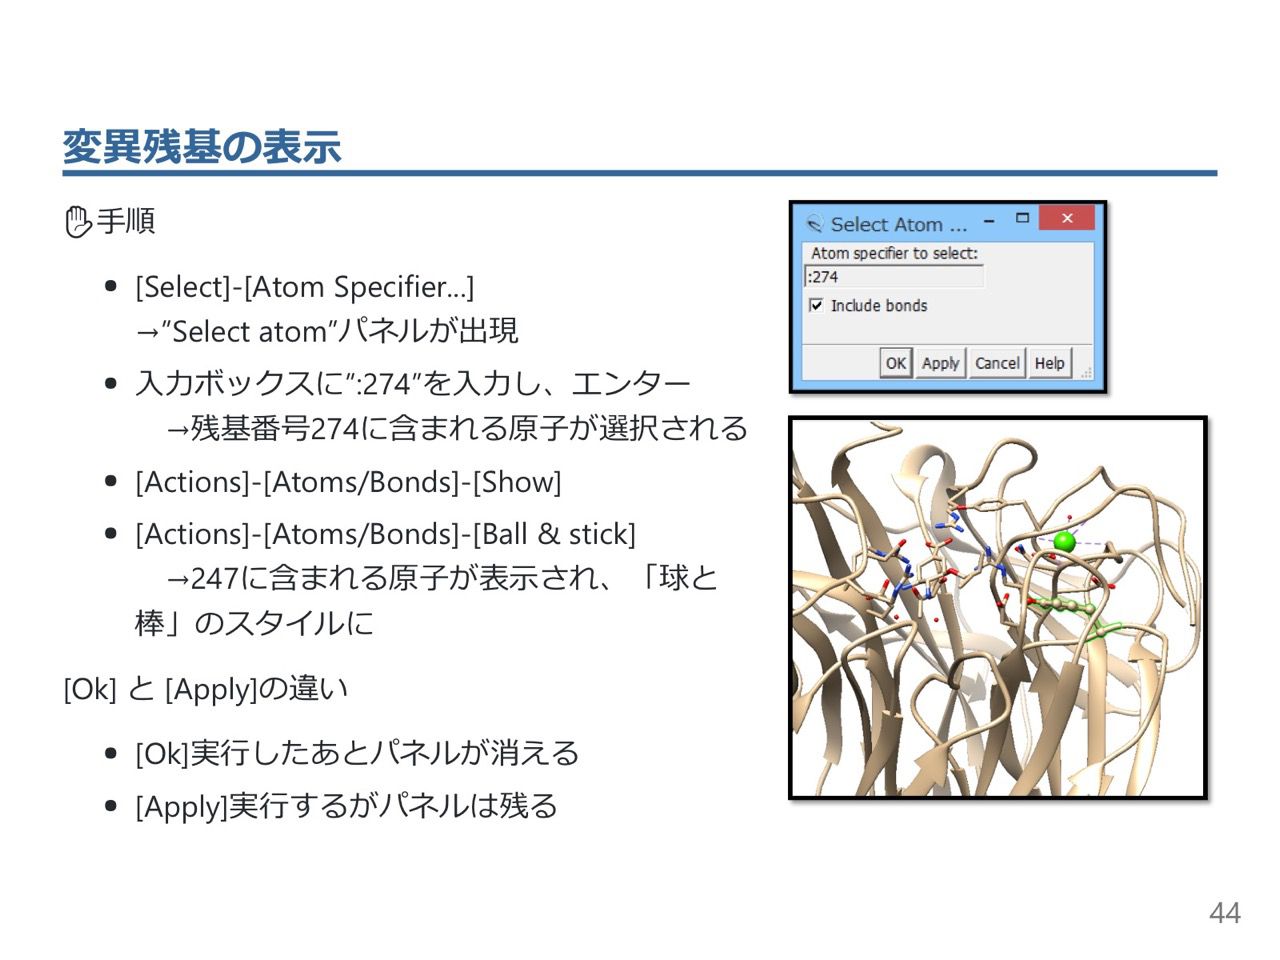 変異残基の表示
手順
• [Select]-[Atom Specifier...]
→"Select atom"パネルが出現
• 入力ボックスに":274"を入力し、エンター
→残基番号274に含まれる原子が選択される
• [Actions]-[Atoms/Bonds]-[Show]
• [Actions]-[Atoms/Bonds]-[Ball & stick]
→247に含まれる原子が表示され、「球と
棒」のスタイルに
[Ok] と [Apply]の違い
• [Ok]実行したあとパネルが消える
• [Apply]実行するがパネルは残る
Select Atom ...
Atom specifier to select:
:274
Include bonds
OK Apply Cancel Help
44